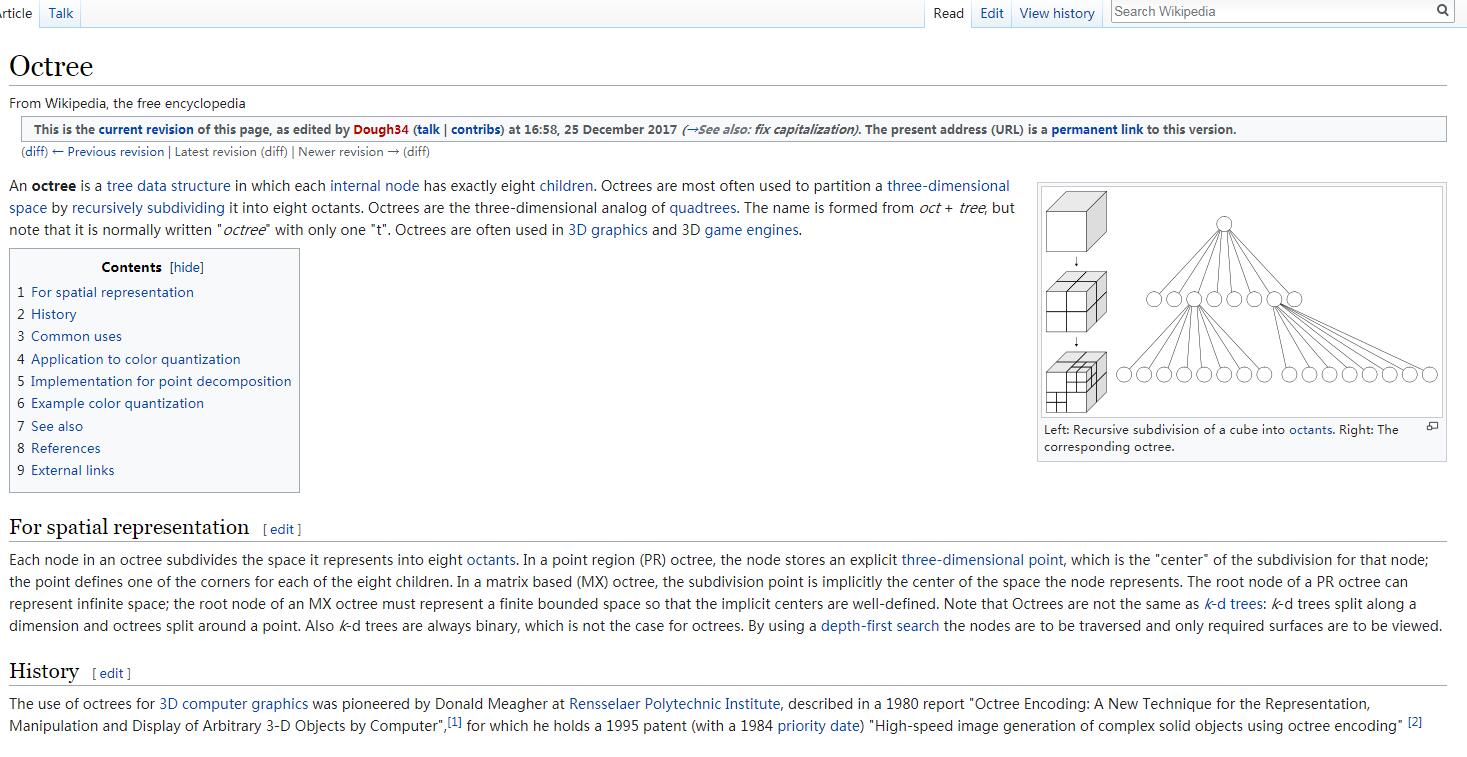 Article Talk Read Edit View history Search Wikipedia
Octree
From Wikipedia, the free encyclopedia
This is the current revision of this page, as edited by Dough34 (talk | contribs) at 16:58, 25 December 2017 (→See also: fix capitalization). The present address (URL) is a permanent link to this version.
(diff) ← Previous revision | Latest revision (diff) | Newer revision → (diff)
An octree is a tree data structure in which each internal node has exactly eight children. Octrees are most often used to partition a three-dimensional
space by recursively subdividing it into eight octants. Octrees are the three-dimensional analog of quadtrees. The name is formed from oct + tree, but
note that it is normally written "octree" with only one "t". Octrees are often used in 3D graphics and 3D game engines.
Contents [hide]
1 For spatial representation
2 History
3 Common uses
4 Application to color quantization
5 Implementation for point decomposition
6 Example color quantization
7 See also
8 References
9 External links
Left: Recursive subdivision of a cube into octants. Right: The
corresponding octree.
For spatial representation [ edit ]
Each node in an octree subdivides the space it represents into eight octants. In a point region (PR) octree, the node stores an explicit three-dimensional point, which is the "center" of the subdivision for that node;
the point defines one of the corners for each of the eight children. In a matrix based (MX) octree, the subdivision point is implicitly the center of the space the node represents. The root node of a PR octree can
represent infinite space; the root node of an MX octree must represent a finite bounded space so that the implicit centers are well-defined. Note that Octrees are not the same as k-d trees: k-d trees split along a
dimension and octrees split around a point. Also k-d trees are always binary, which is not the case for octrees. By using a depth-first search the nodes are to be traversed and only required surfaces are to be viewed.
History [ edit ]
The use of octrees for 3D computer graphics was pioneered by Donald Meagher at Rensselaer Polytechnic Institute, described in a 1980 report "Octree Encoding: A New Technique for the Representation,
Manipulation and Display of Arbitrary 3-D Objects by Computer",[1] for which he holds a 1995 patent (with a 1984 priority date) "High-speed image generation of complex solid objects using octree encoding" [2]